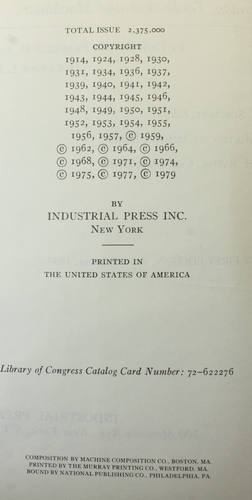 TOTAL ISSUE 2,375,000
COPYRIGHT
1914, 1924, 1928, 1930,
1931, 1934, 1936, 1937,
1939, 1940, 1941, 1942,
1943, 1944, 1945, 1946,
1948, 1949, 1950, 1951,
1952, 1953, 1954, 1955,
1956, 1957, © 1959,
© 1962, © 1964, © 1966,
© 1968, © 1971, © 1974,
© 1975, © 1977, © 1979
BY
INDUSTRIAL PRESS INC.
NEW YORK
PRINTED IN
THE UNITED STATES OF AMERICA
Library of Congress Catalog Card Number: 72-622276
COMPOSITION BY MACHINE COMPOSITION CO., BOSTON, MA.
PRINTED BY THE MURRAY PRINTING CO., WESTFORD, MA.
BOUND BY NATIONAL PUBLISHING CO., PHILADELPHIA, PA.